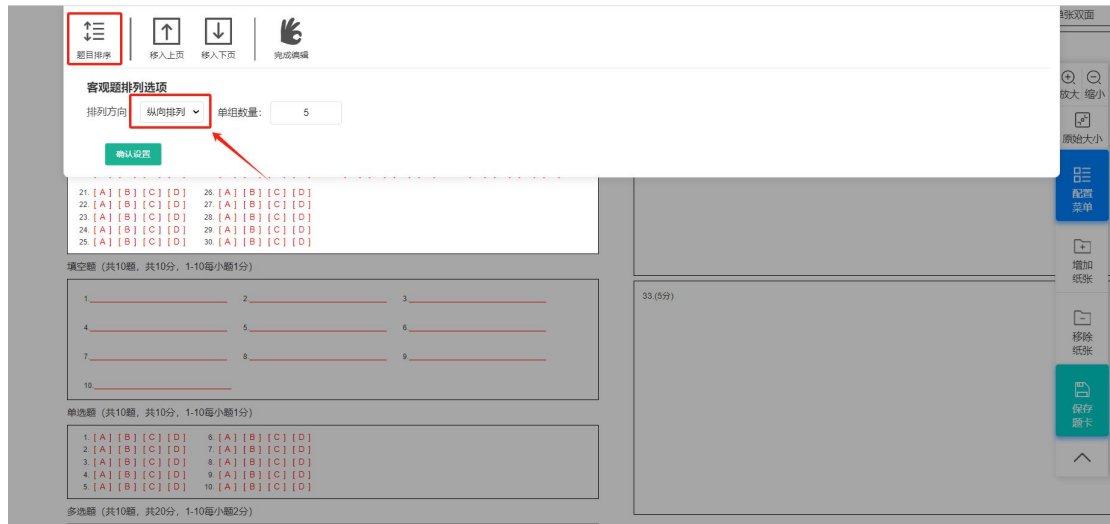 单张双面
题目排序 移入上页 移入下页 完成编辑
客观题排列选项
排列方向 纵向排列 单组数量: 5
确认设置
放大 缩小
原始大小
配置
菜单
增加
纸张
移除
纸张
保存
题卡
21. [ A ] [ B ] [ C ] [ D ] 26. [ A ] [ B ] [ C ] [ D ]
22. [ A ] [ B ] [ C ] [ D ] 27. [ A ] [ B ] [ C ] [ D ]
23. [ A ] [ B ] [ C ] [ D ] 28. [ A ] [ B ] [ C ] [ D ]
24. [ A ] [ B ] [ C ] [ D ] 29. [ A ] [ B ] [ C ] [ D ]
25. [ A ] [ B ] [ C ] [ D ] 30. [ A ] [ B ] [ C ] [ D ]
填空题（共10题，共10分，1-10每小题1分）
1. 2. 3.
4. 5. 6.
7. 8. 9.
10.
单选题（共10题，共10分，1-10每小题1分）
1. [ A ] [ B ] [ C ] [ D ] 6. [ A ] [ B ] [ C ] [ D ]
2. [ A ] [ B ] [ C ] [ D ] 7. [ A ] [ B ] [ C ] [ D ]
3. [ A ] [ B ] [ C ] [ D ] 8. [ A ] [ B ] [ C ] [ D ]
4. [ A ] [ B ] [ C ] [ D ] 9. [ A ] [ B ] [ C ] [ D ]
5. [ A ] [ B ] [ C ] [ D ] 10. [ A ] [ B ] [ C ] [ D ]
多选题（共10题，共20分，1-10每小题2分）
33.(5分)